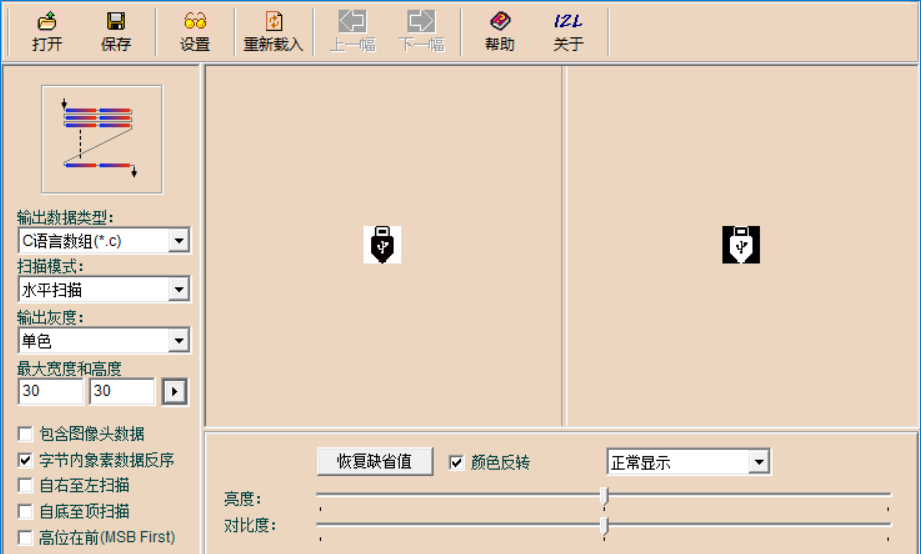 打开 保存 设置 重新载入 上一幅 下一幅 帮助 关于
输出数据类型:
C语言数组(*.c)
扫描模式:
水平扫描
输出灰度:
单色
最大宽度和高度
30 30
包含图像头数据
字节内象素数据反序
自右至左扫描
自底至顶扫描
高位在前(MSB First)
恢复缺省值 颜色反转 正常显示
亮度:
对比度: